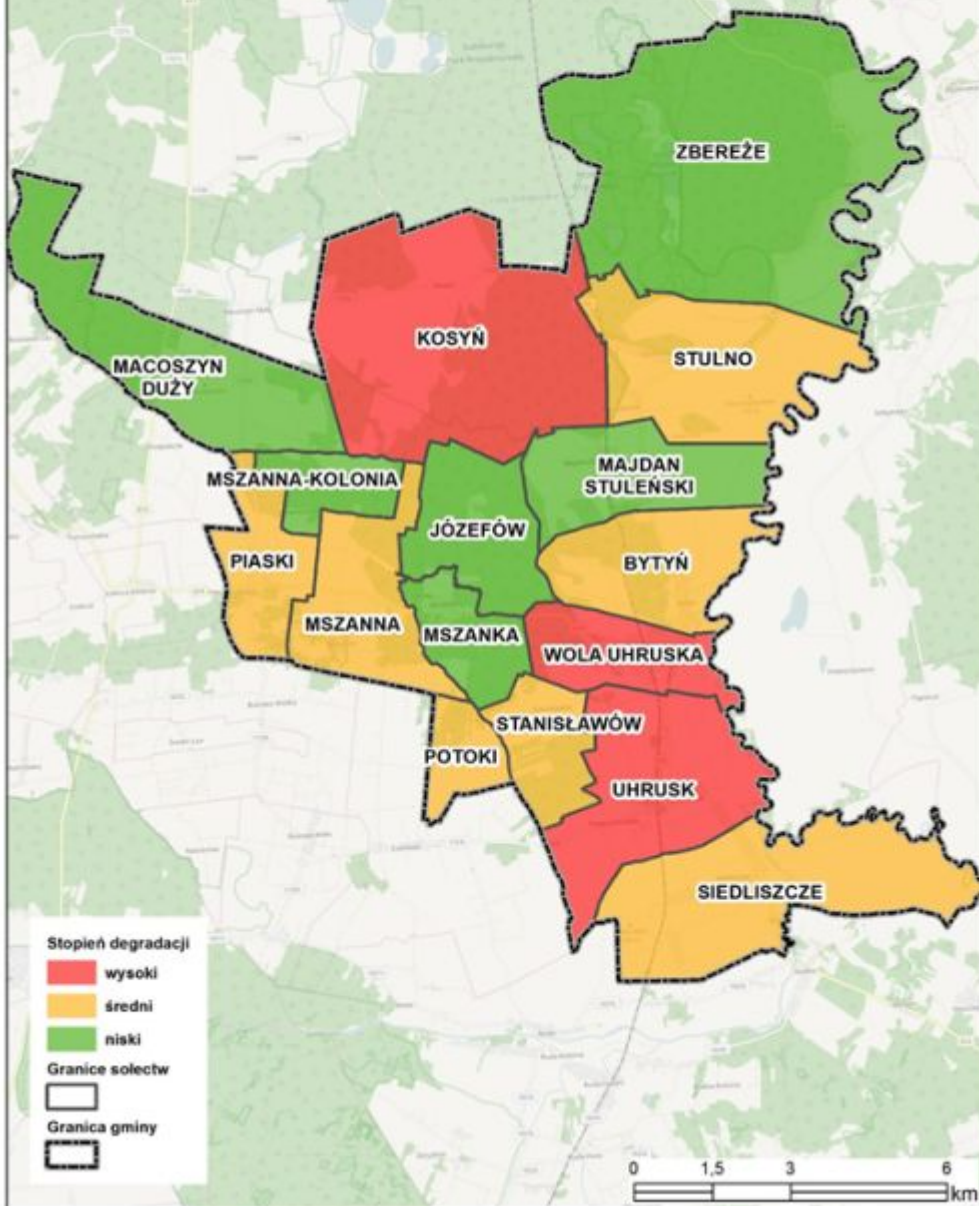 ZBEREŻE
KOSYŃ
STULNO
MACOSZYN
DUŻY
MSZANNA-KOLONIA
MAJDAN
STULEŃSKI
JÓZEFÓW
PIASKI
BYTYŃ
MSZANNA
MSZANKA
WOLA UHRUSKA
STANISŁAWÓW
POTOKI
UHRUSK
SIEDLISZCZE
Stopień degradacji
wysoki
średni
niski
Granice sołectw
Granica gminy
0 1,5 3 6
km